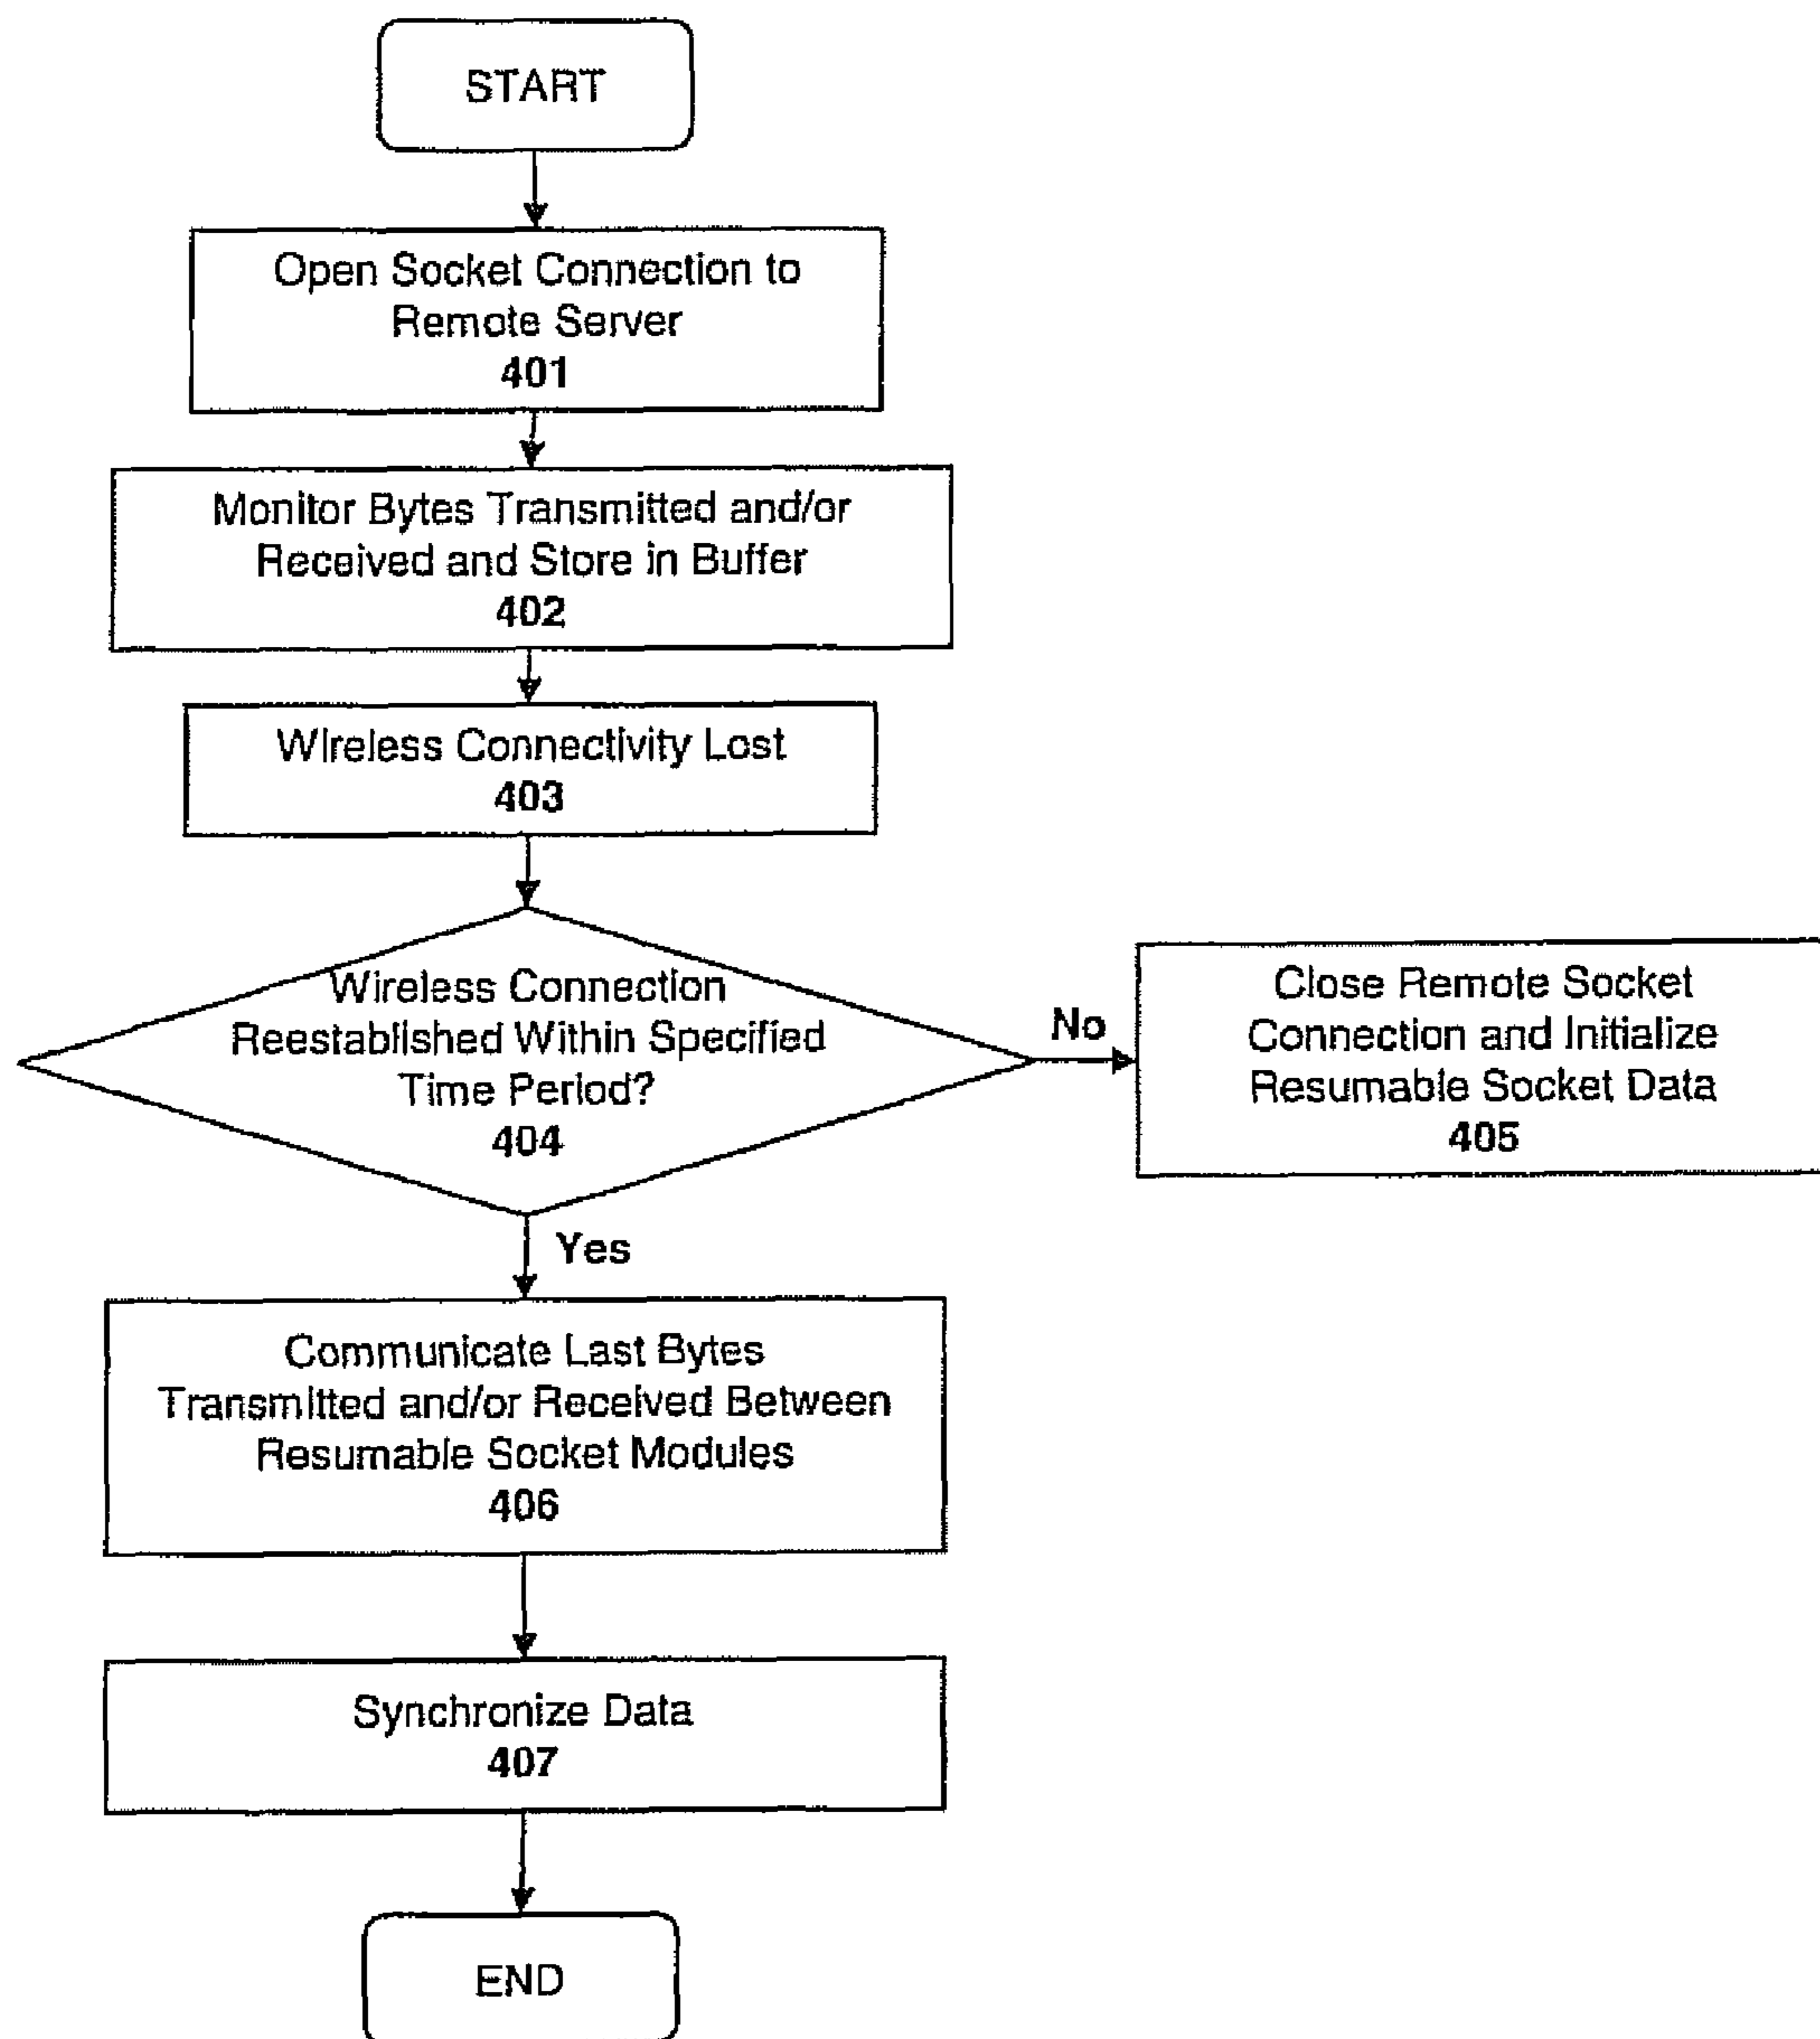 START
Open Socket Connection to
Remote Server
401
Monitor Bytes Transmitted and/or
Received and Store in Buffer
402
Wireless Connectivity Lost
403
Wireless Connection
Reestablished Within Specified
Time Period?
404
No
Close Remote Socket
Connection and Initialize
Resumable Socket Data
405
Yes
Communicate Last Bytes
Transmitted and/or Received Between
Resumable Socket Modules
406
Synchronize Data
407
END